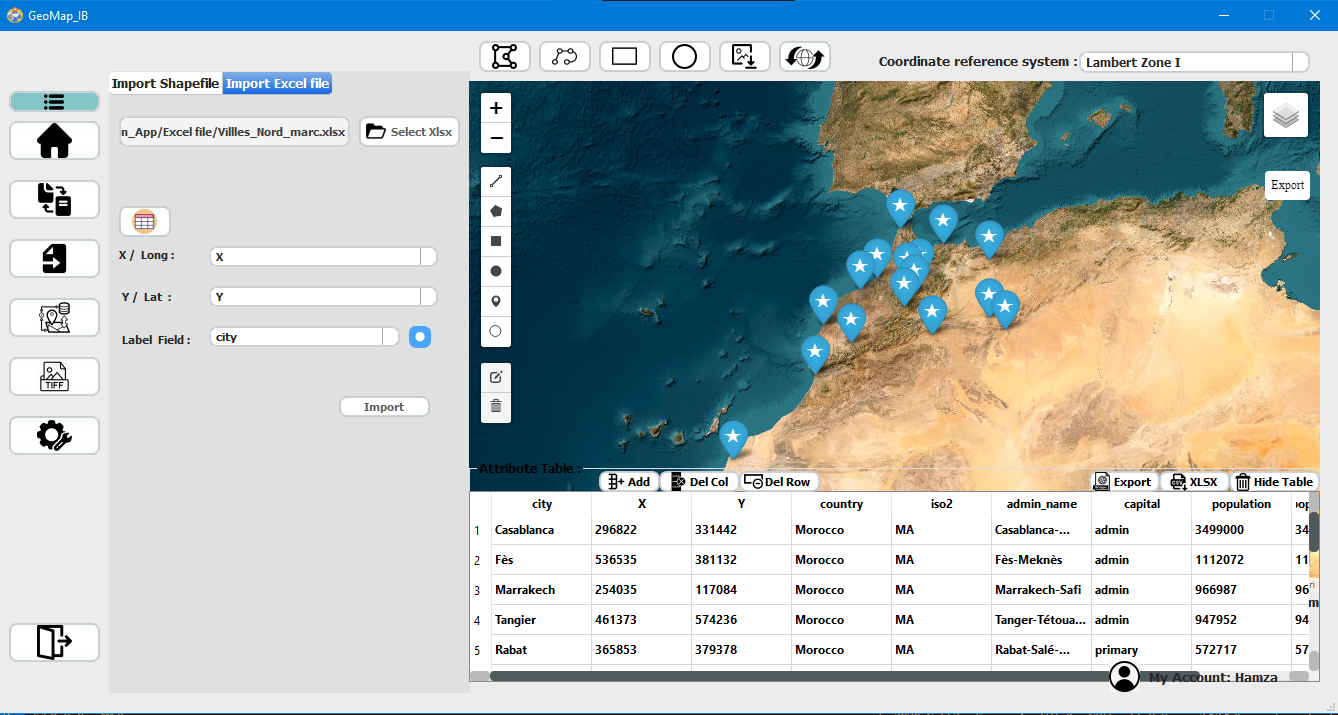 GeoMap_IB
Coordinate reference system : Lambert Zone I
Import Shapefile Import Excel file
n_App/Excel file/Villles_Nord_marc.xlsx Select Xlsx
X / Long : X
Y / Lat : Y
Label Field : city
Import
TIFF
+
−
Export
Attribute Table :
Add Del Col Del Row Export XLSX Hide Table
city X Y country iso2 admin_name capital population
1 Casablanca 296822 331442 Morocco MA Casablanca-... admin 3499000 34
2 Fès 536535 381132 Morocco MA Fès-Meknès admin 1112072 11
3 Marrakech 254035 117084 Morocco MA Marrakech-Safi admin 966987 96
4 Tangier 461373 574236 Morocco MA Tanger-Tétoua... admin 947952 94
5 Rabat 365853 379378 Morocco MA Rabat-Salé-... primary 572717 57
My Account: Hamza